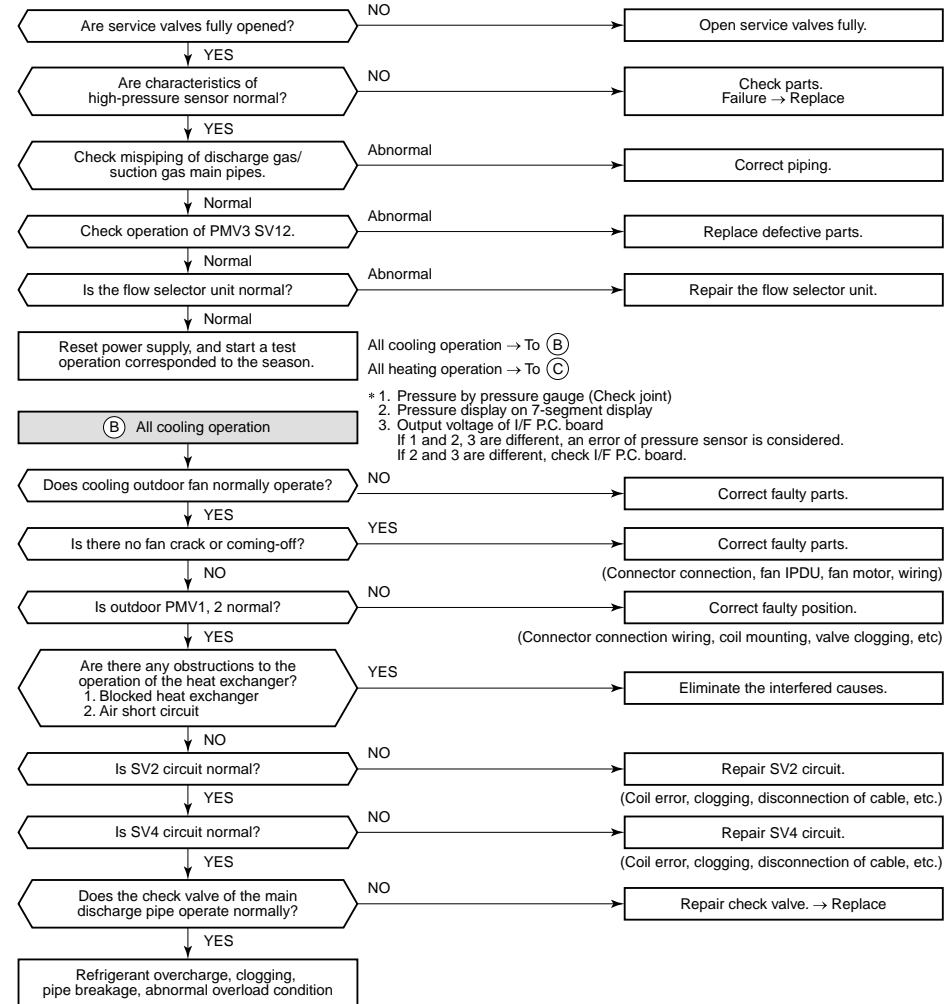 Are service valves fully opened?
NO
Open service valves fully.
YES
Are characteristics of
high-pressure sensor normal?
NO
Check parts.
Failure → Replace
YES
Check mispiping of discharge gas/
suction gas main pipes.
Abnormal
Correct piping.
Normal
Check operation of PMV3 SV12.
Abnormal
Replace defective parts.
Normal
Is the flow selector unit normal?
Abnormal
Repair the flow selector unit.
Normal
Reset power supply, and start a test
operation corresponded to the season.
All cooling operation → To B
All heating operation → To C
* 1. Pressure by pressure gauge (Check joint)
2. Pressure display on 7-segment display
3. Output voltage of I/F P.C. board
If 1 and 2, 3 are different, an error of pressure sensor is considered.
If 2 and 3 are different, check I/F P.C. board.
B All cooling operation
Does cooling outdoor fan normally operate?
NO
Correct faulty parts.
YES
Is there no fan crack or coming-off?
YES
Correct faulty parts.
(Connector connection, fan IPDU, fan motor, wiring)
NO
Is outdoor PMV1, 2 normal?
NO
Correct faulty position.
(Connector connection wiring, coil mounting, valve clogging, etc)
YES
Are there any obstructions to the
operation of the heat exchanger?
1. Blocked heat exchanger
2. Air short circuit
YES
Eliminate the interfered causes.
NO
Is SV2 circuit normal?
NO
Repair SV2 circuit.
(Coil error, clogging, disconnection of cable, etc.)
YES
Is SV4 circuit normal?
NO
Repair SV4 circuit.
(Coil error, clogging, disconnection of cable, etc.)
YES
Does the check valve of the main
discharge pipe operate normally?
NO
Repair check valve. → Replace
YES
Refrigerant overcharge, clogging,
pipe breakage, abnormal overload condition